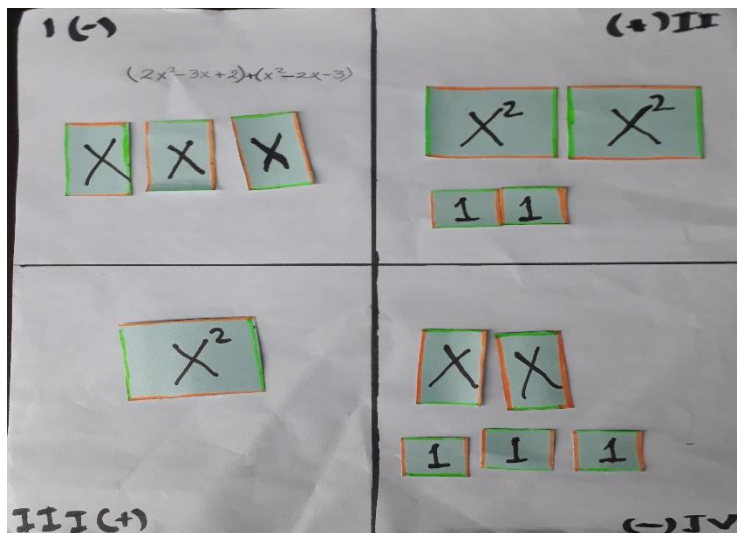 I (-)
(+) II
(2x²-3x+2)+(x²-2x-3)
X X X
X² X²
1 1
X²
X X
1 1 1
III (+)
(-) IV